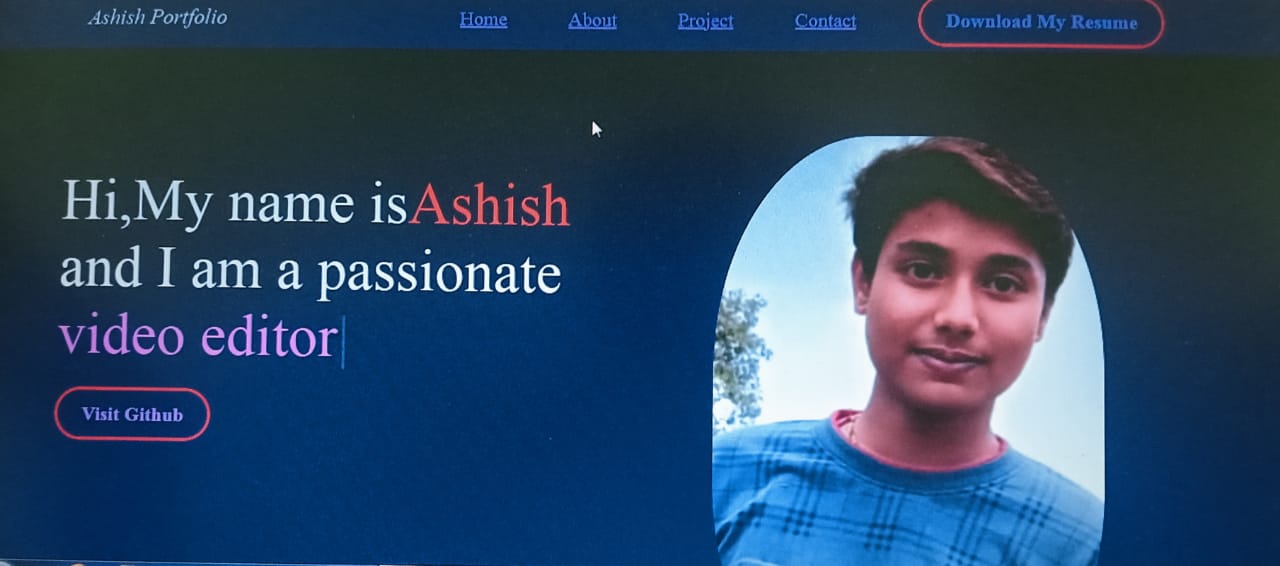 Ashish Portfolio
Home
About
Project
Contact
Download My Resume
Hi,My name isAshish
and I am a passionate
video editor
Visit Github